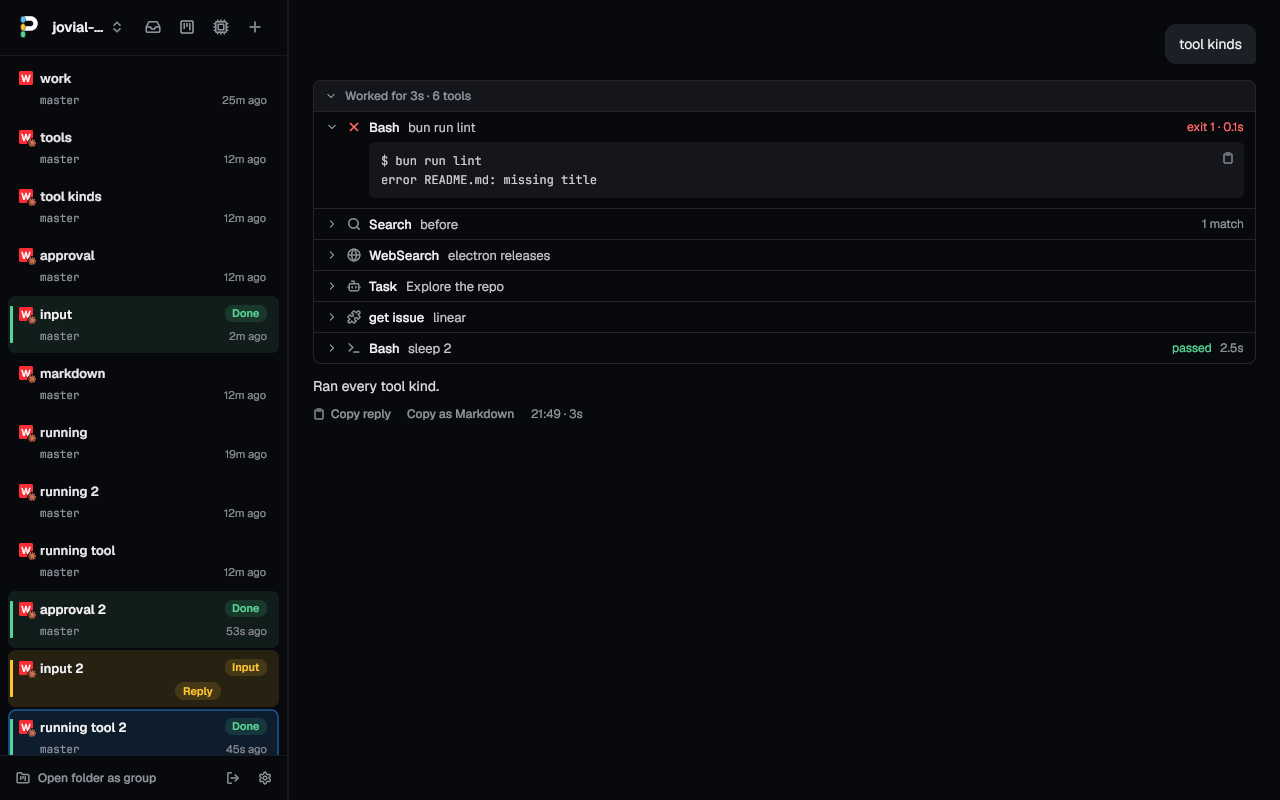 jovial-...
W work
master 25m ago
W tools
master 12m ago
W tool kinds
master 12m ago
W approval
master 12m ago
W input Done
master 2m ago
W markdown
master 12m ago
W running
master 19m ago
W running 2
master 12m ago
W running tool
master 12m ago
W approval 2 Done
master 53s ago
W input 2 Input
Reply
W running tool 2 Done
master 45s ago
Open folder as group
tool kinds
Worked for 3s · 6 tools
Bash bun run lint exit 1 · 0.1s
$ bun run lint
error README.md: missing title
Search before 1 match
WebSearch electron releases
Task Explore the repo
get issue linear
Bash sleep 2 passed 2.5s
Ran every tool kind.
Copy reply Copy as Markdown 21:49 · 3s